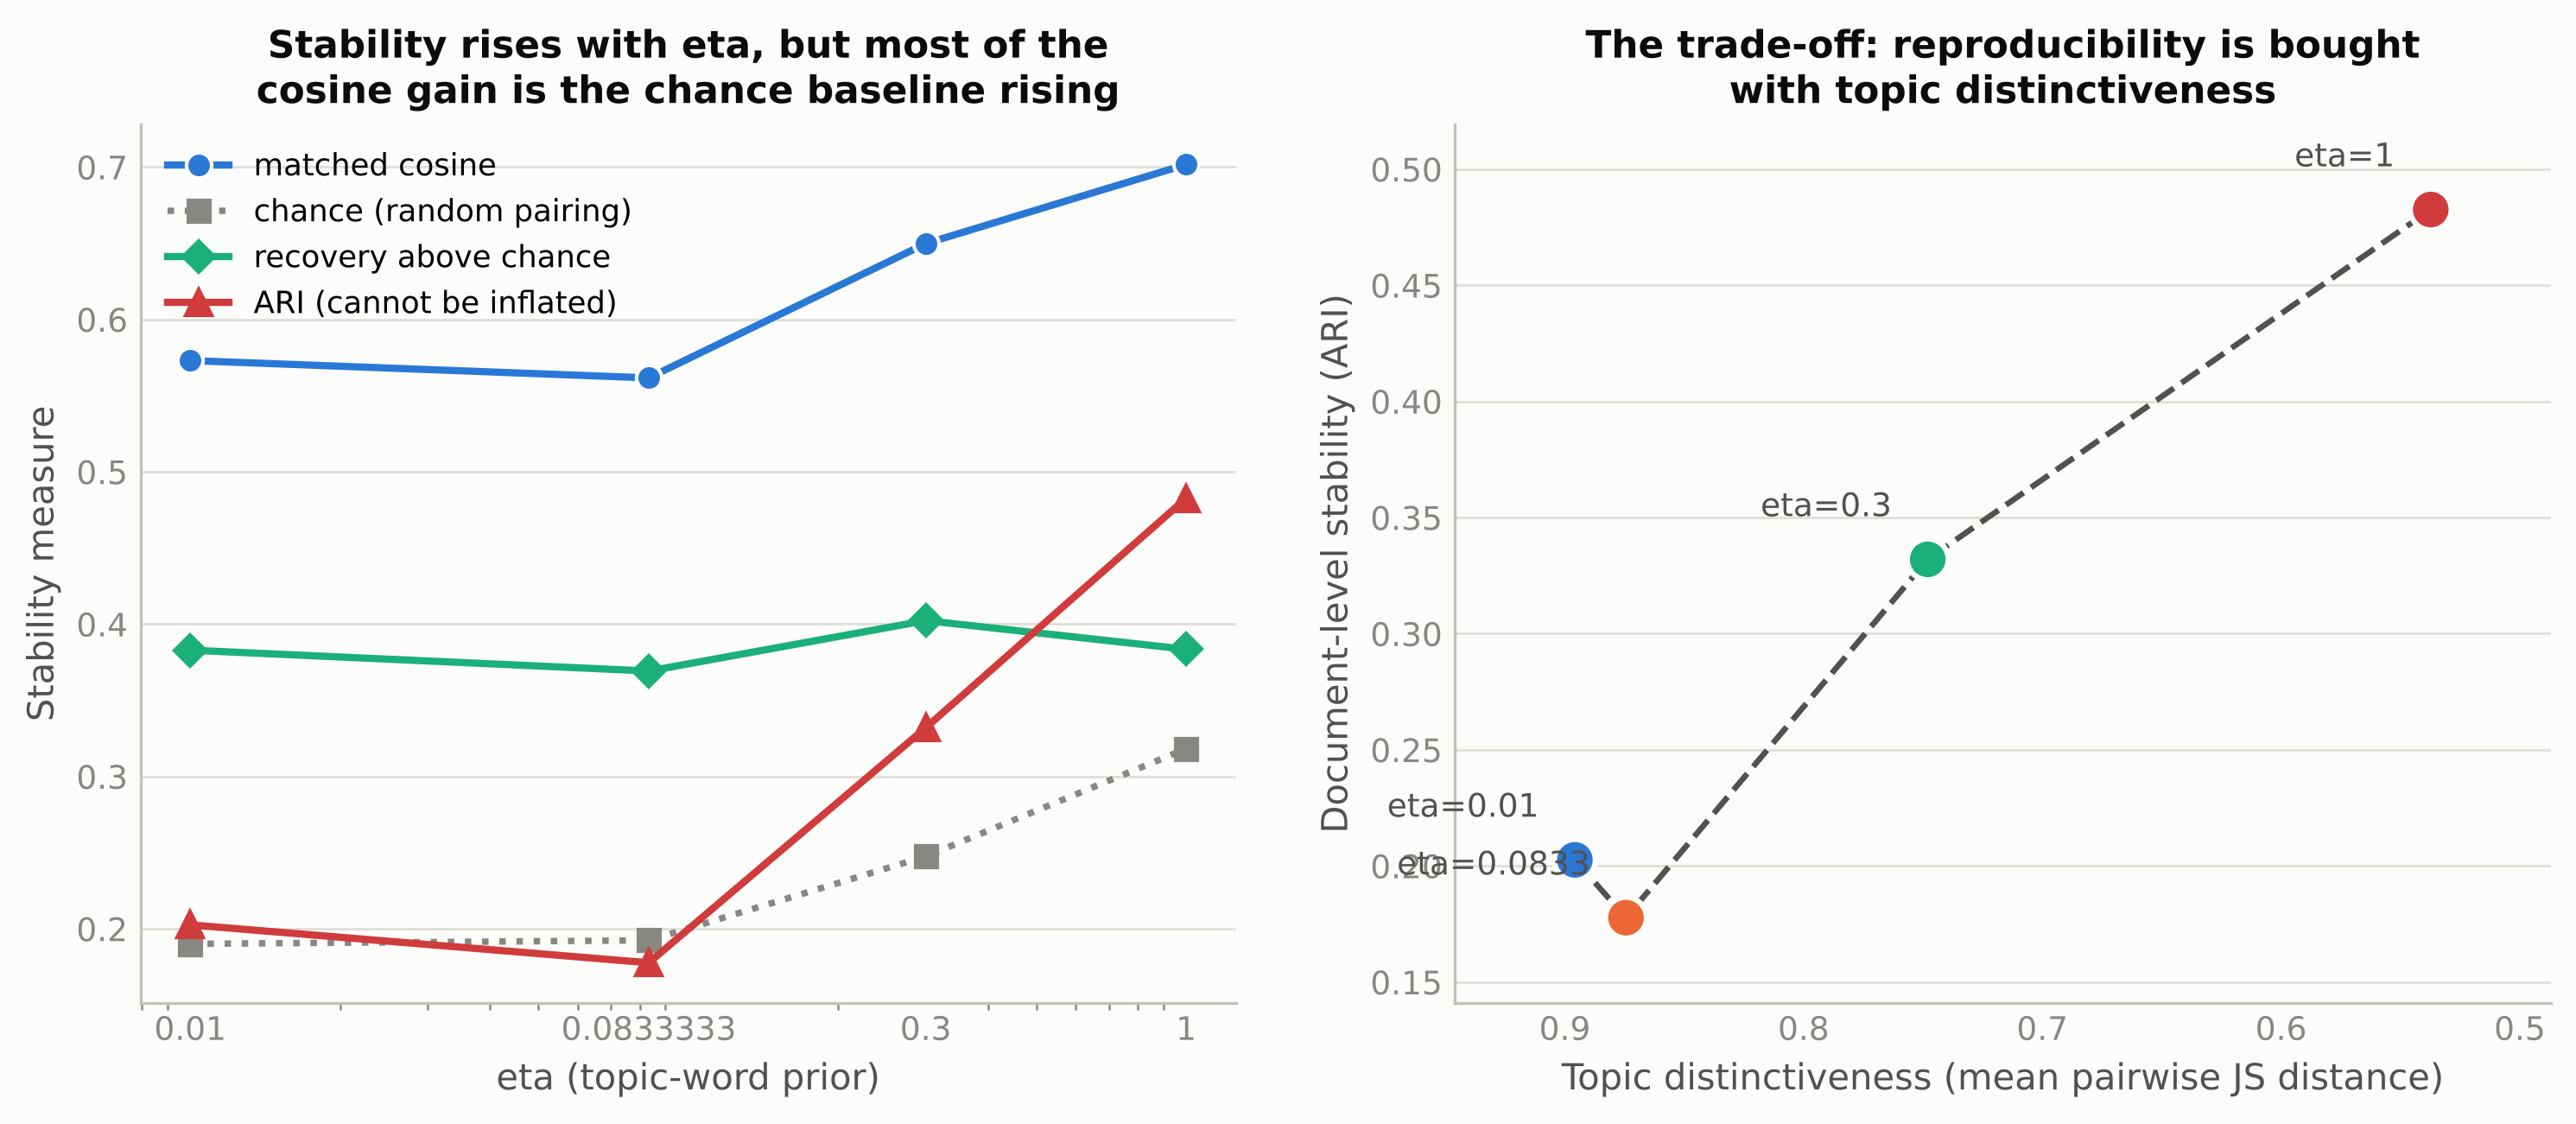 Stability rises with eta, but most of the
cosine gain is the chance baseline rising
matched cosine
chance (random pairing)
recovery above chance
ARI (cannot be inflated)
Stability measure
0.7
0.6
0.5
0.4
0.3
0.2
0.01
0.0833333
0.3
1
eta (topic-word prior)
The trade-off: reproducibility is bought
with topic distinctiveness
Document-level stability (ARI)
0.50
0.45
0.40
0.35
0.30
0.25
0.20
0.15
eta=1
eta=0.3
eta=0.01
eta=0.0833
0.9
0.8
0.7
0.6
0.5
Topic distinctiveness (mean pairwise JS distance)